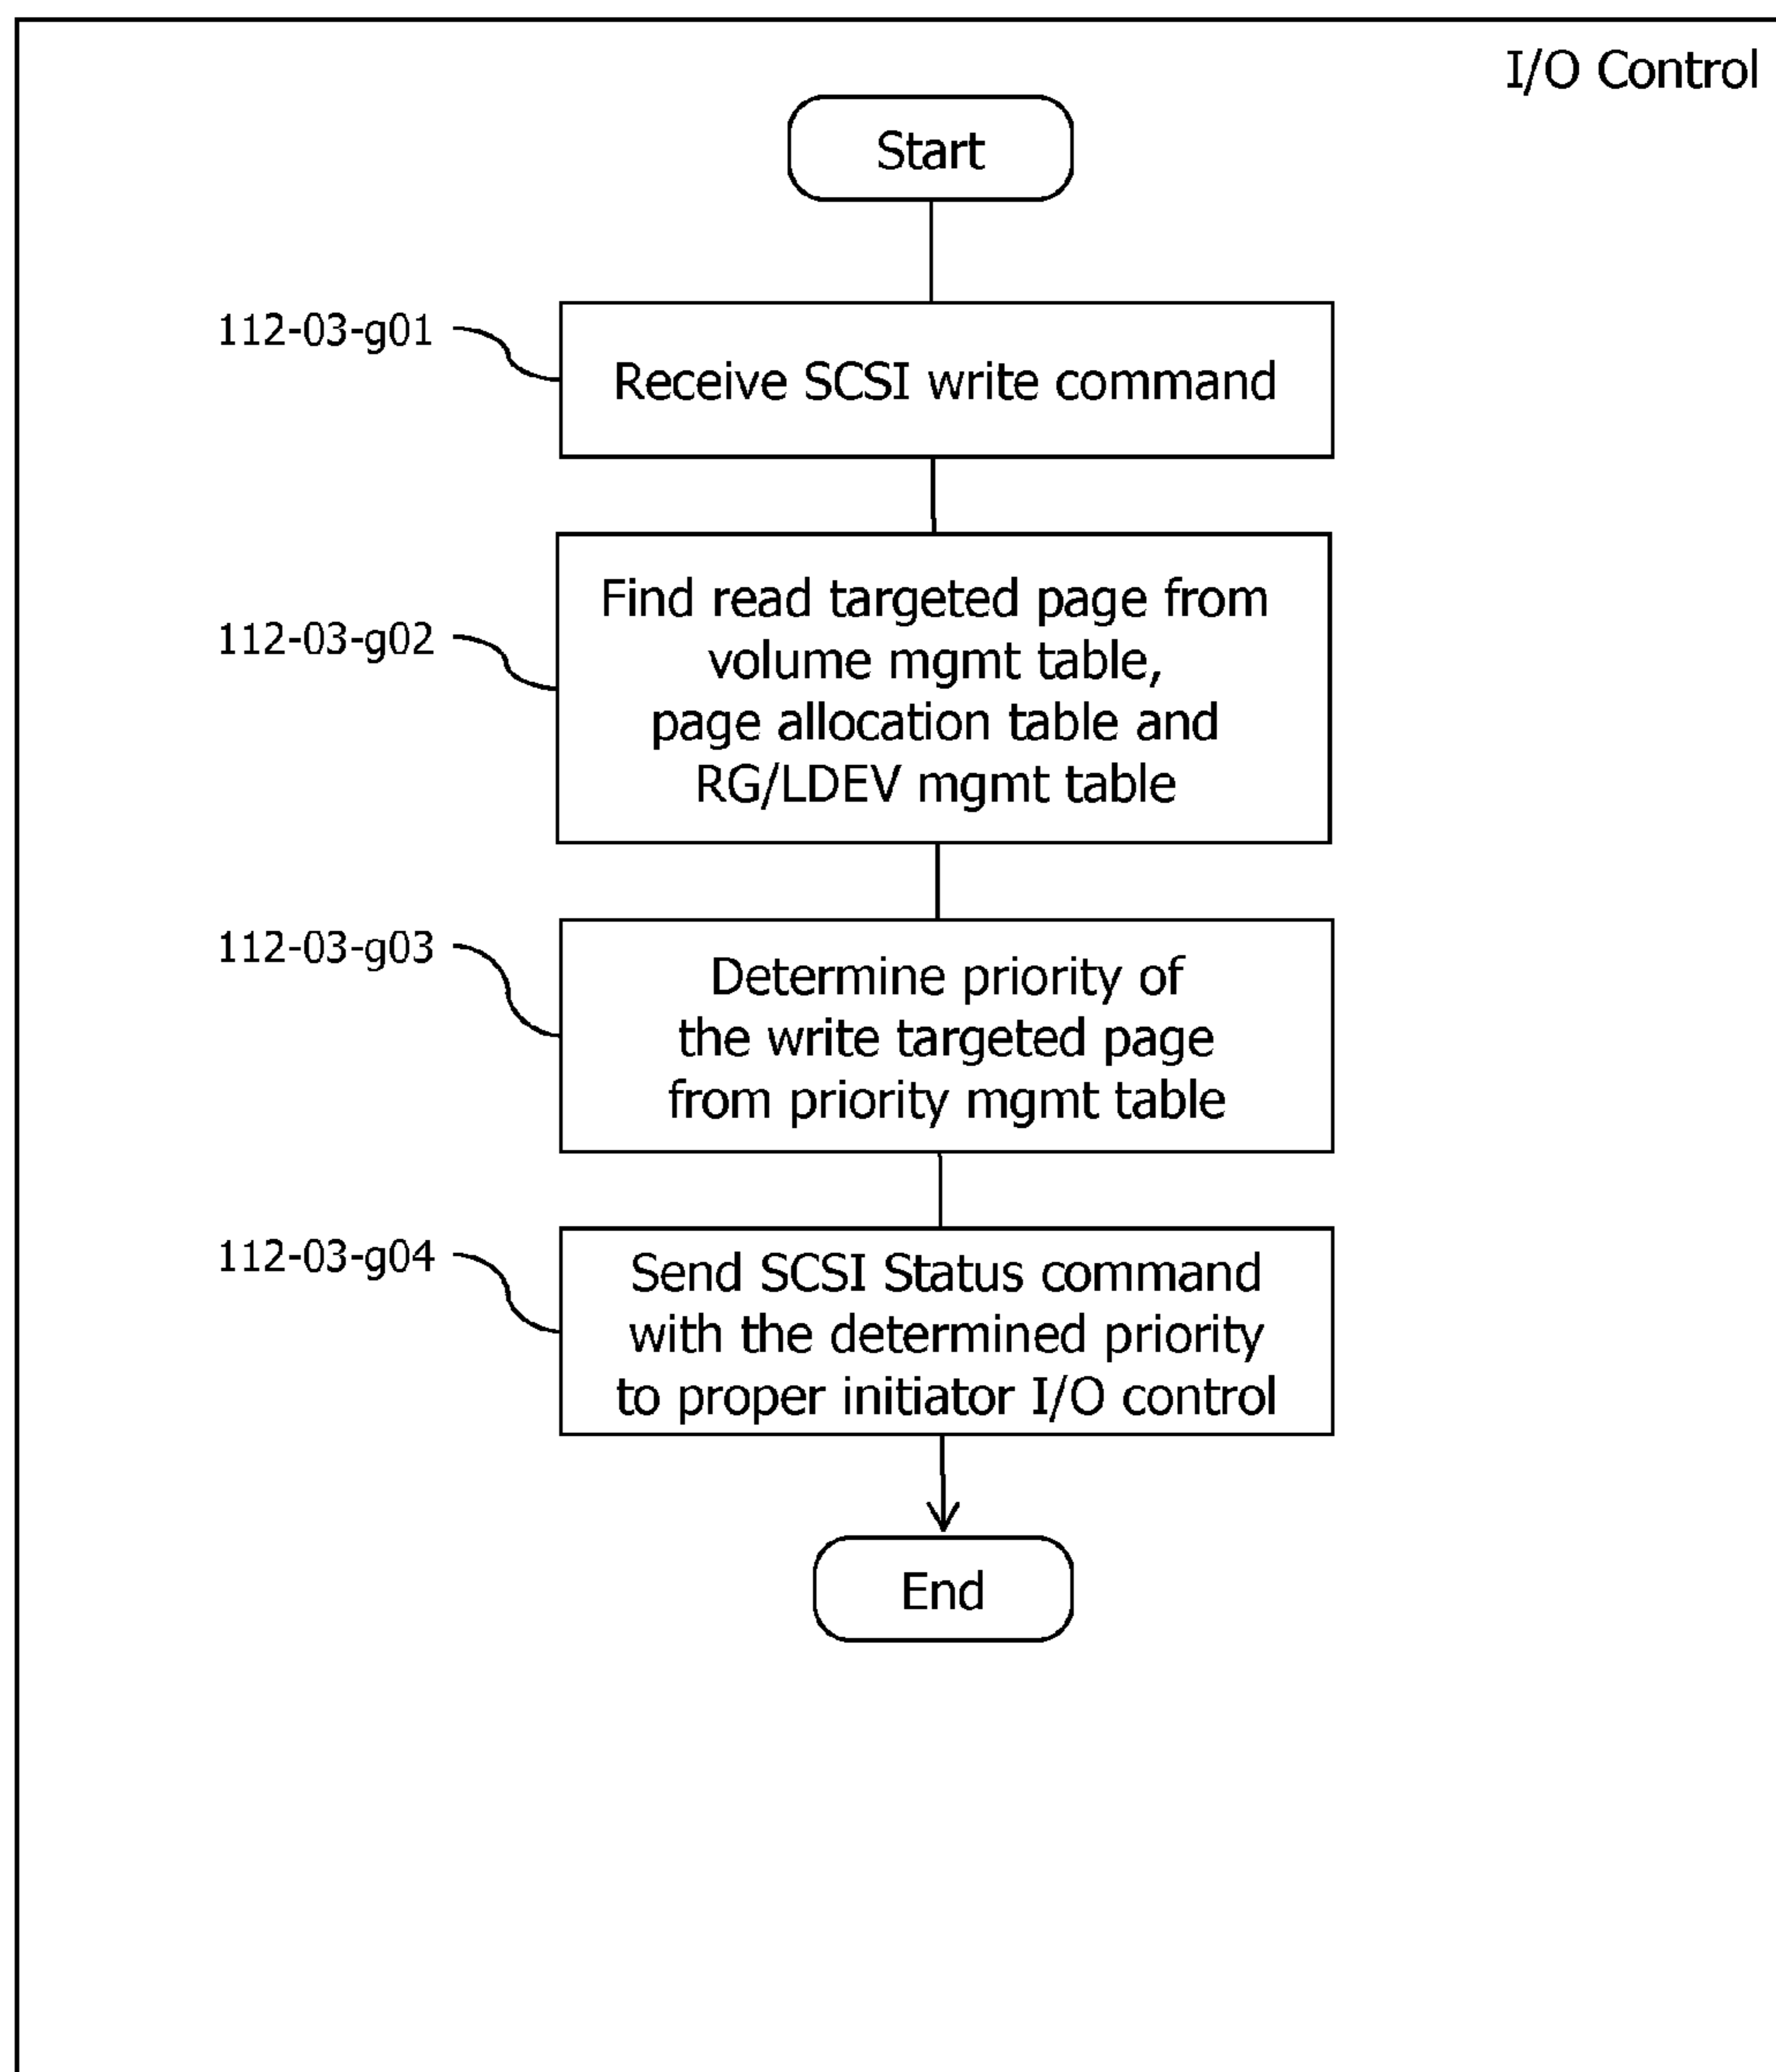 I/O Control
Start
112-03-g01
Receive SCSI write command
112-03-g02
Find read targeted page from
volume mgmt table,
page allocation table and
RG/LDEV mgmt table
112-03-g03
Determine priority of
the write targeted page
from priority mgmt table
112-03-g04
Send SCSI Status command
with the determined priority
to proper initiator I/O control
End